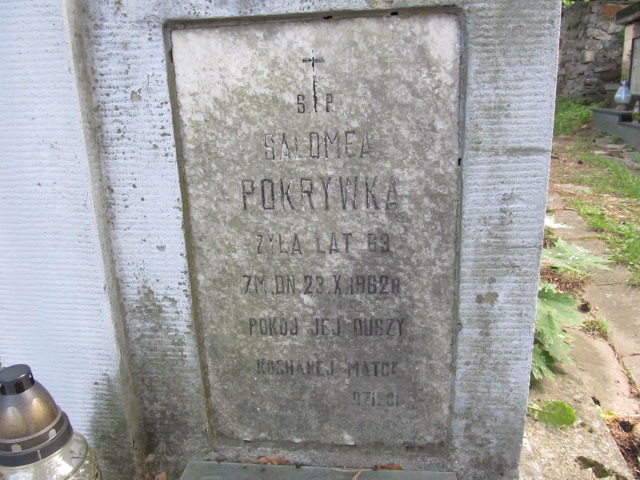 Ś. P.
SALOMEA
POKRYWKA
ŻYŁA LAT 63
ZM. DN. 23.X.1962 R
POKÓJ JEJ DUSZY
KOCHANEJ MATCE
DZIECI